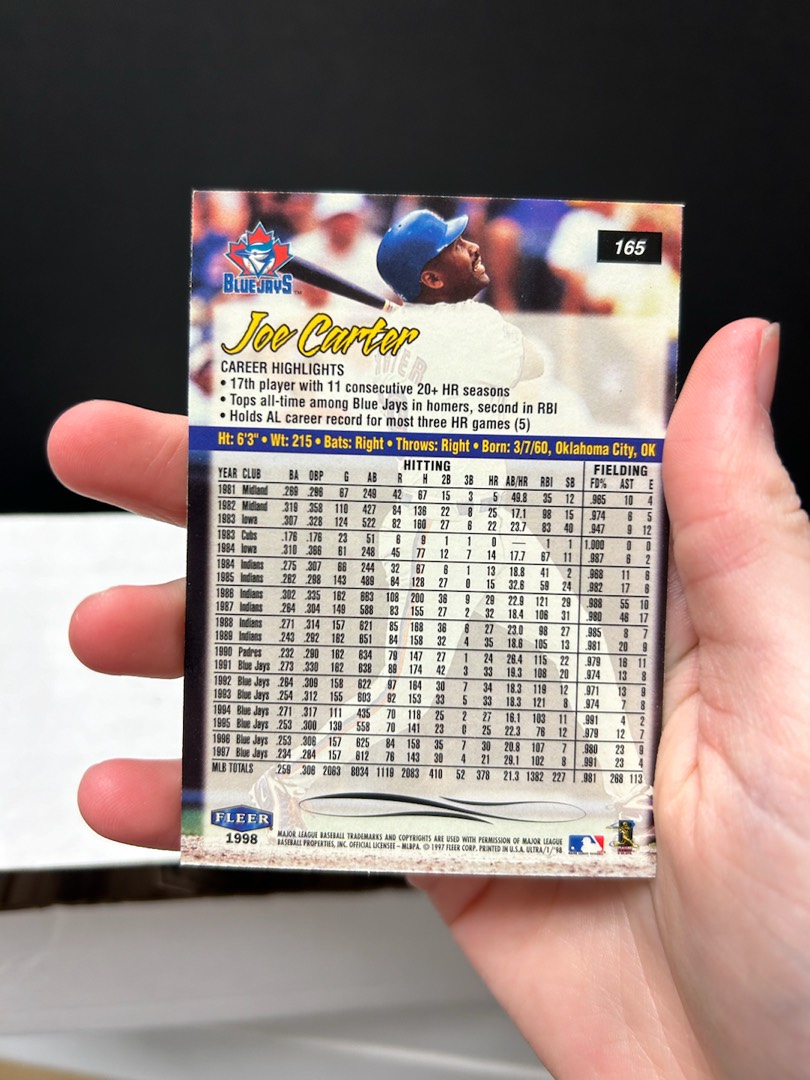 165
BLUE JAYS™
Joe Carter
CARTER
CAREER HIGHLIGHTS
• 17th player with 11 consecutive 20+ HR seasons
• Tops all-time among Blue Jays in homers, second in RBI
• Holds AL career record for most three HR games (5)
Ht: 6'3" • Wt: 215 • Bats: Right • Throws: Right • Born: 3/7/60, Oklahoma City, OK
HITTING FIELDING
YEAR CLUB BA OBP G AB R H 2B 3B HR AB/HR RBI SB FD% AST E
1981 Midland .269 .296 67 249 42 67 15 3 5 49.8 35 12 .965 10 4
1982 Midland .319 .358 110 427 84 136 22 8 25 17.1 98 15 .974 6 5
1983 Iowa .307 .328 124 522 82 160 27 6 22 23.7 83 40 .947 9 12
1983 Cubs .176 .176 23 51 6 9 1 1 0 — 1 1 1.000 0 0
1984 Iowa .310 .366 61 248 45 77 12 7 14 17.7 67 11 .987 6 2
1984 Indians .275 .307 66 244 32 67 6 1 13 18.8 41 2 .968 11 6
1985 Indians .262 .298 143 489 64 128 27 0 15 32.6 59 24 .982 17 6
1986 Indians .302 .335 162 663 108 200 36 9 29 22.9 121 29 .988 55 10
1987 Indians .264 .304 149 588 83 155 27 2 32 18.4 106 31 .980 46 17
1988 Indians .271 .314 157 621 85 168 36 6 27 23.0 98 27 .985 8 7
1989 Indians .243 .292 162 651 84 158 32 4 35 18.6 105 13 .981 20 9
1990 Padres .232 .290 162 634 79 147 27 1 24 26.4 115 22 .979 16 11
1991 Blue Jays .273 .330 162 638 89 174 42 3 33 19.3 108 20 .974 13 8
1992 Blue Jays .264 .309 158 622 97 164 30 7 34 18.3 119 12 .971 13 9
1993 Blue Jays .254 .312 155 603 92 153 33 5 33 18.3 121 8 .974 7 8
1994 Blue Jays .271 .317 111 435 70 118 25 2 27 16.1 103 11 .991 4 2
1995 Blue Jays .253 .300 139 558 70 141 23 0 25 22.3 76 12 .979 12 7
1996 Blue Jays .253 .306 157 625 84 158 35 7 30 20.8 107 7 .980 23 9
1997 Blue Jays .234 .284 157 612 76 143 30 4 21 29.1 102 8 .991 23 4
MLB TOTALS .259 .306 2063 8034 1119 2083 410 52 378 21.3 1382 227 .981 268 113
FLEER
1998
MAJOR LEAGUE BASEBALL TRADEMARKS AND COPYRIGHTS ARE USED WITH PERMISSION OF MAJOR LEAGUE
BASEBALL PROPERTIES, INC. OFFICIAL LICENSEE – MLBPA. © 1997 FLEER CORP. PRINTED IN U.S.A. ULTRA/1/'98